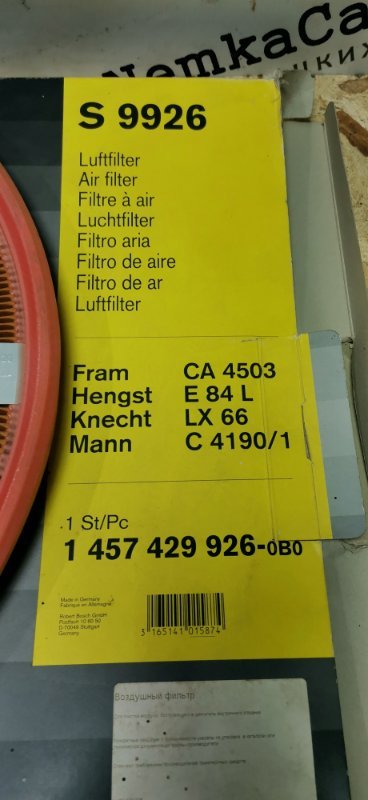 NemkaCa
S 9926
Luftfilter
Air filter
Filtre à air
Luchtfilter
Filtro aria
Filtro de aire
Filtro de ar
Luftfilter
Fram CA 4503
Hengst E 84 L
Knecht LX 66
Mann C 4190/1
1 St/Pc
1 457 429 926-0B0
Made in Germany
Fabriqué en Allemagne
Robert Bosch GmbH
Postfach 10 60 50
D-70049 Stuttgart
Germany
3 165141 015874
Воздушный фильтр